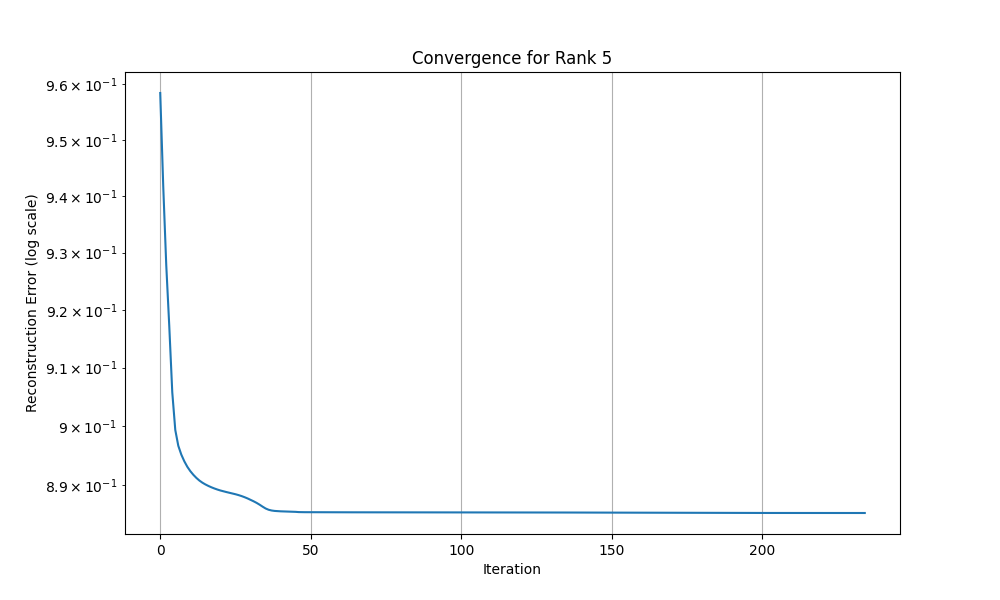 Convergence for Rank 5
Reconstruction Error (log scale)
9.6 × 10⁻¹
9.5 × 10⁻¹
9.4 × 10⁻¹
9.3 × 10⁻¹
9.2 × 10⁻¹
9.1 × 10⁻¹
9 × 10⁻¹
8.9 × 10⁻¹
0 50 100 150 200
Iteration